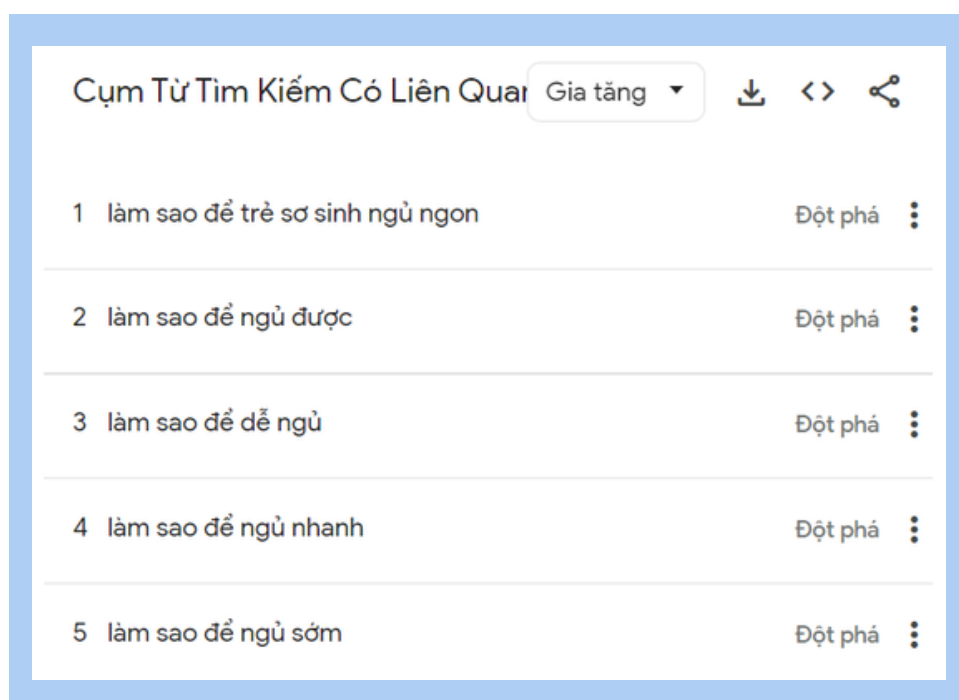 Cụm Từ Tìm Kiếm Có Liên Quan Gia tăng
1 làm sao để trẻ sơ sinh ngủ ngon Đột phá
2 làm sao để ngủ được Đột phá
3 làm sao để dễ ngủ Đột phá
4 làm sao để ngủ nhanh Đột phá
5 làm sao để ngủ sớm Đột phá